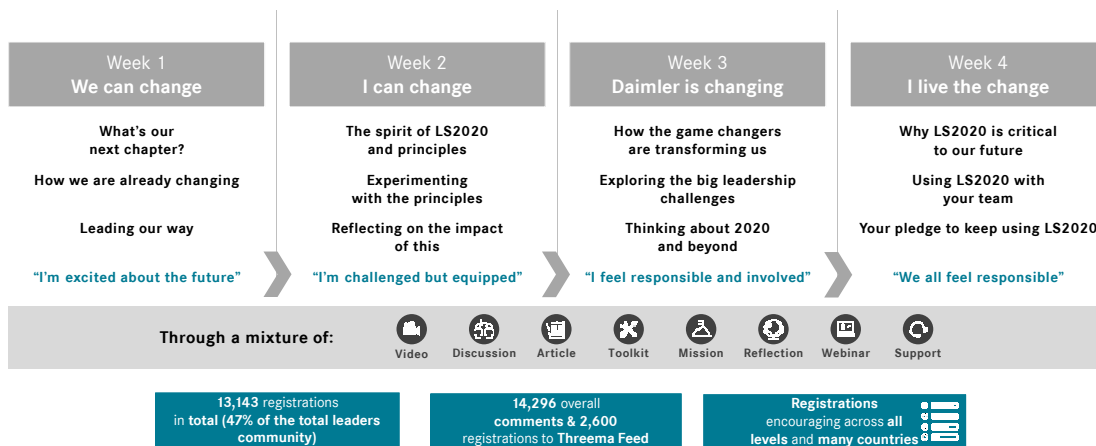 Week 1
We can change
What's our
next chapter?
How we are already changing
Leading our way
“I'm excited about the future”
Week 2
I can change
The spirit of LS2020
and principles
Experimenting
with the principles
Reflecting on the impact
of this
“I'm challenged but equipped”
Week 3
Daimler is changing
How the game changers
are transforming us
Exploring the big leadership
challenges
Thinking about 2020
and beyond
“I feel responsible and involved”
Week 4
I live the change
Why LS2020 is critical
to our future
Using LS2020 with
your team
Your pledge to keep using LS2020
“We all feel responsible”
Through a mixture of:
Video
Discussion
Article
Toolkit
Mission
Reflection
Webinar
Support
13,143 registrations
in total (47% of the total leaders
community)
14,296 overall
comments & 2,600
registrations to Threema Feed
Registrations
encouraging across all
levels and many countries